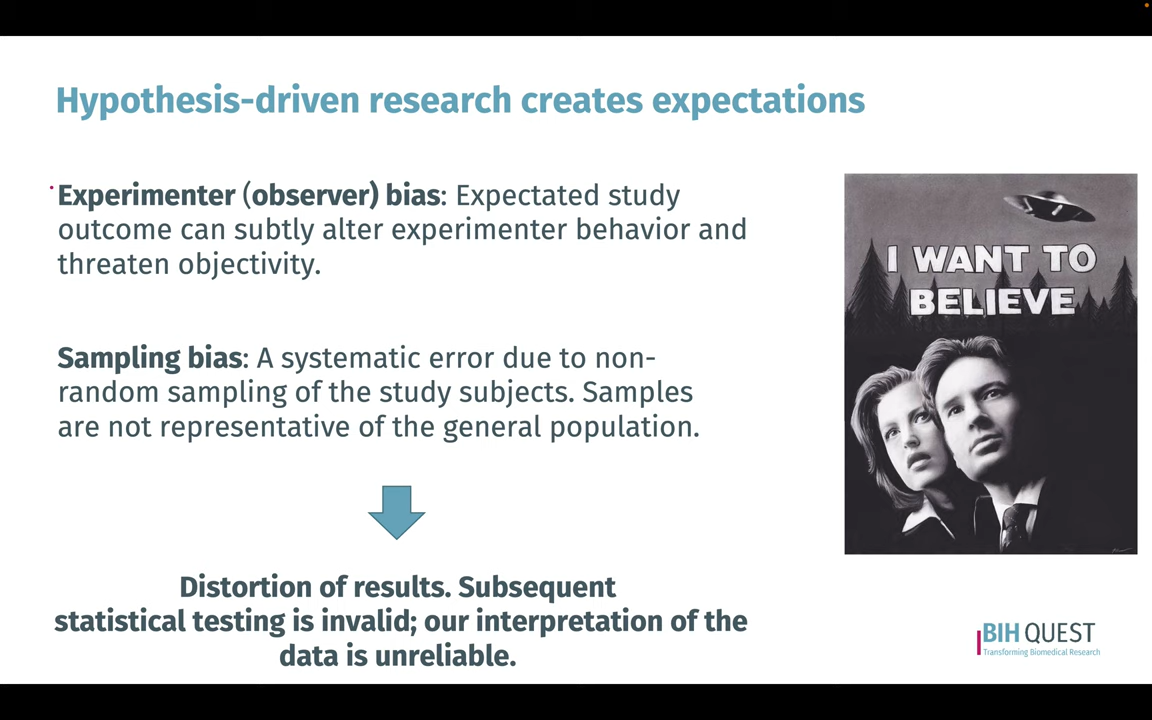 Hypothesis-driven research creates expectations
Experimenter (observer) bias: Expectated study
outcome can subtly alter experimenter behavior and
threaten objectivity.
Sampling bias: A systematic error due to non-
random sampling of the study subjects. Samples
are not representative of the general population.
Distortion of results. Subsequent
statistical testing is invalid; our interpretation of the
data is unreliable.
I WANT TO
BELIEVE
BIH QUEST
Transforming Biomedical Research